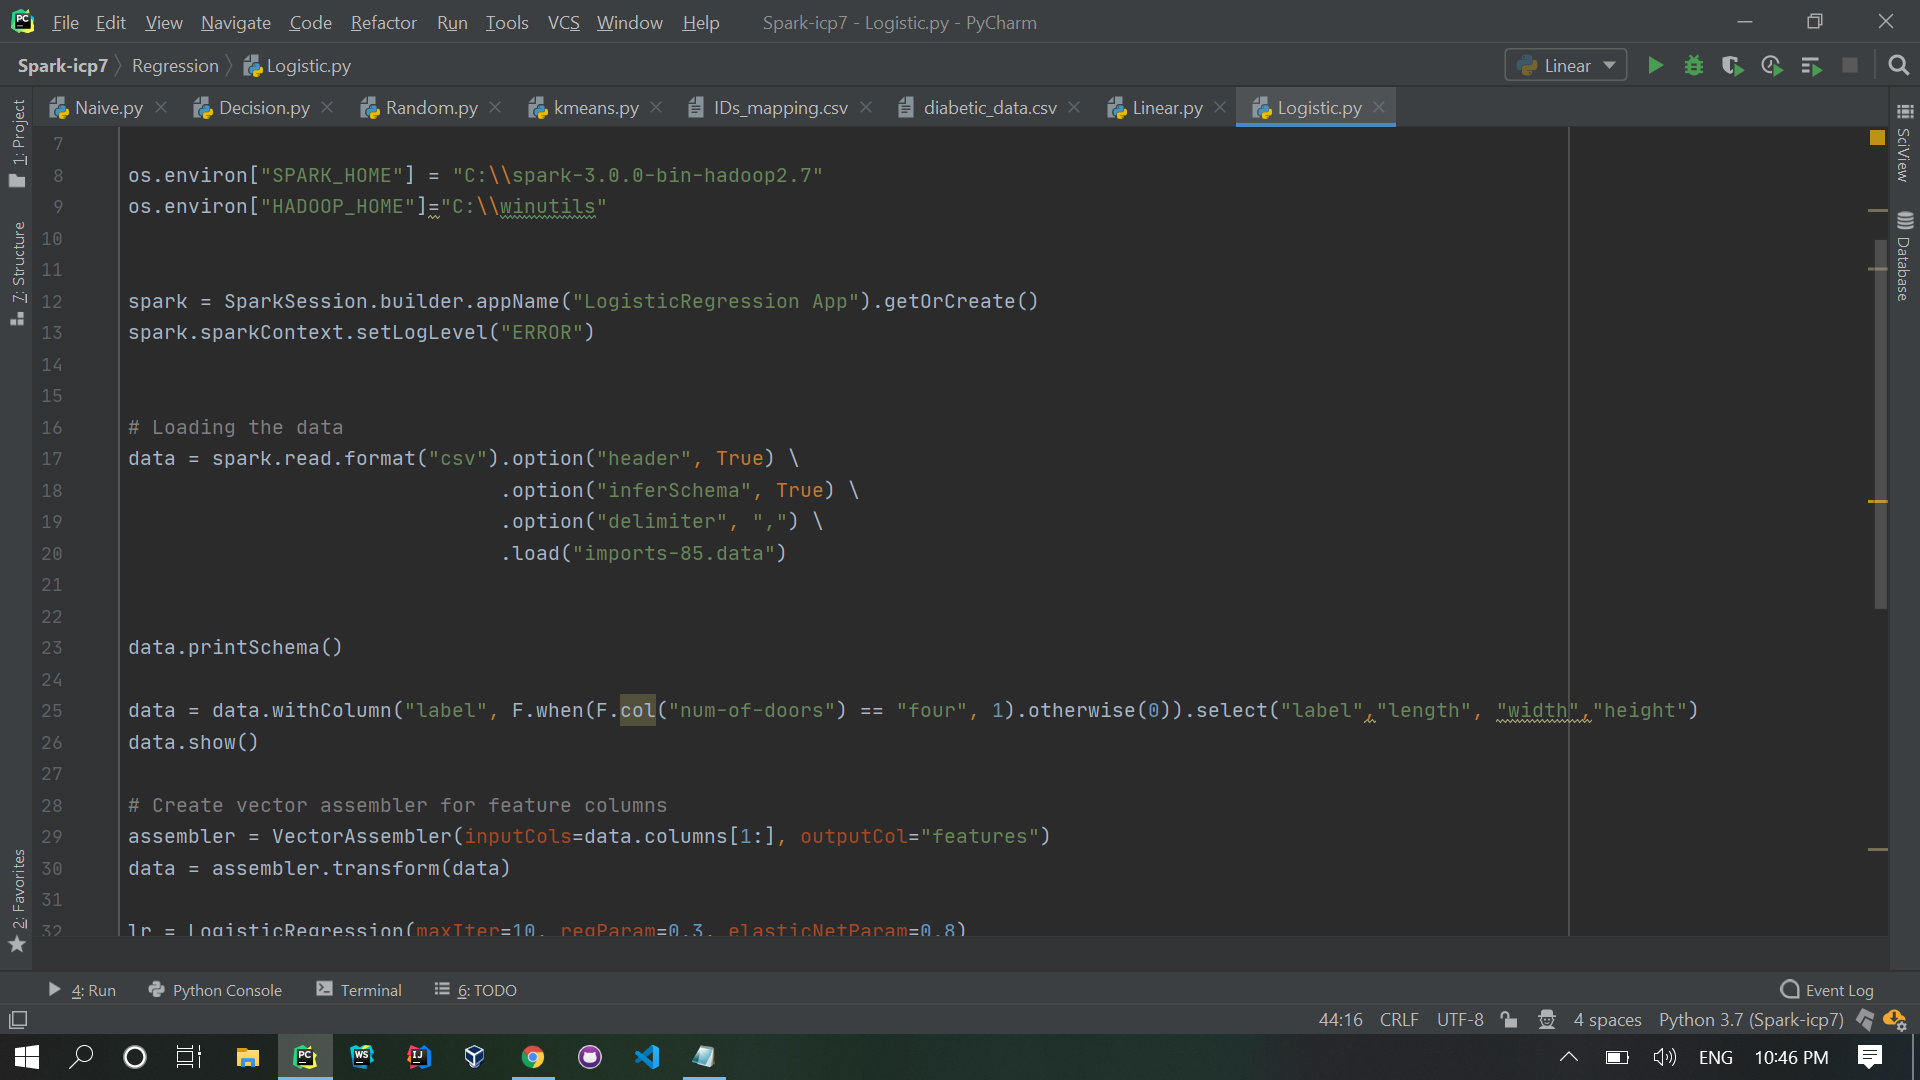 PC File Edit View Navigate Code Refactor Run Tools VCS Window Help Spark-icp7 - Logistic.py - PyCharm
Spark-icp7 Regression Logistic.py Linear
Naive.py Decision.py Random.py kmeans.py IDs_mapping.csv diabetic_data.csv Linear.py Logistic.py
1: Project
7: Structure
2: Favorites
7
8 os.environ["SPARK_HOME"] = "C:\\spark-3.0.0-bin-hadoop2.7"
9 os.environ["HADOOP_HOME"]="C:\\winutils"
10
11
12 spark = SparkSession.builder.appName("LogisticRegression App").getOrCreate()
13 spark.sparkContext.setLogLevel("ERROR")
14
15
16 # Loading the data
17 data = spark.read.format("csv").option("header", True) \
18 .option("inferSchema", True) \
19 .option("delimiter", ",") \
20 .load("imports-85.data")
21
22
23 data.printSchema()
24
25 data = data.withColumn("label", F.when(F.col("num-of-doors") == "four", 1).otherwise(0)).select("label","length", "width","height")
26 data.show()
27
28 # Create vector assembler for feature columns
29 assembler = VectorAssembler(inputCols=data.columns[1:], outputCol="features")
30 data = assembler.transform(data)
31
32 lr = LogisticRegression(maxIter=10, regParam=0.3, elasticNetParam=0.8)
SciView
Database
4: Run Python Console Terminal 6: TODO Event Log
44:16 CRLF UTF-8 4 spaces Python 3.7 (Spark-icp7)
PC WS IJ ENG 10:46 PM